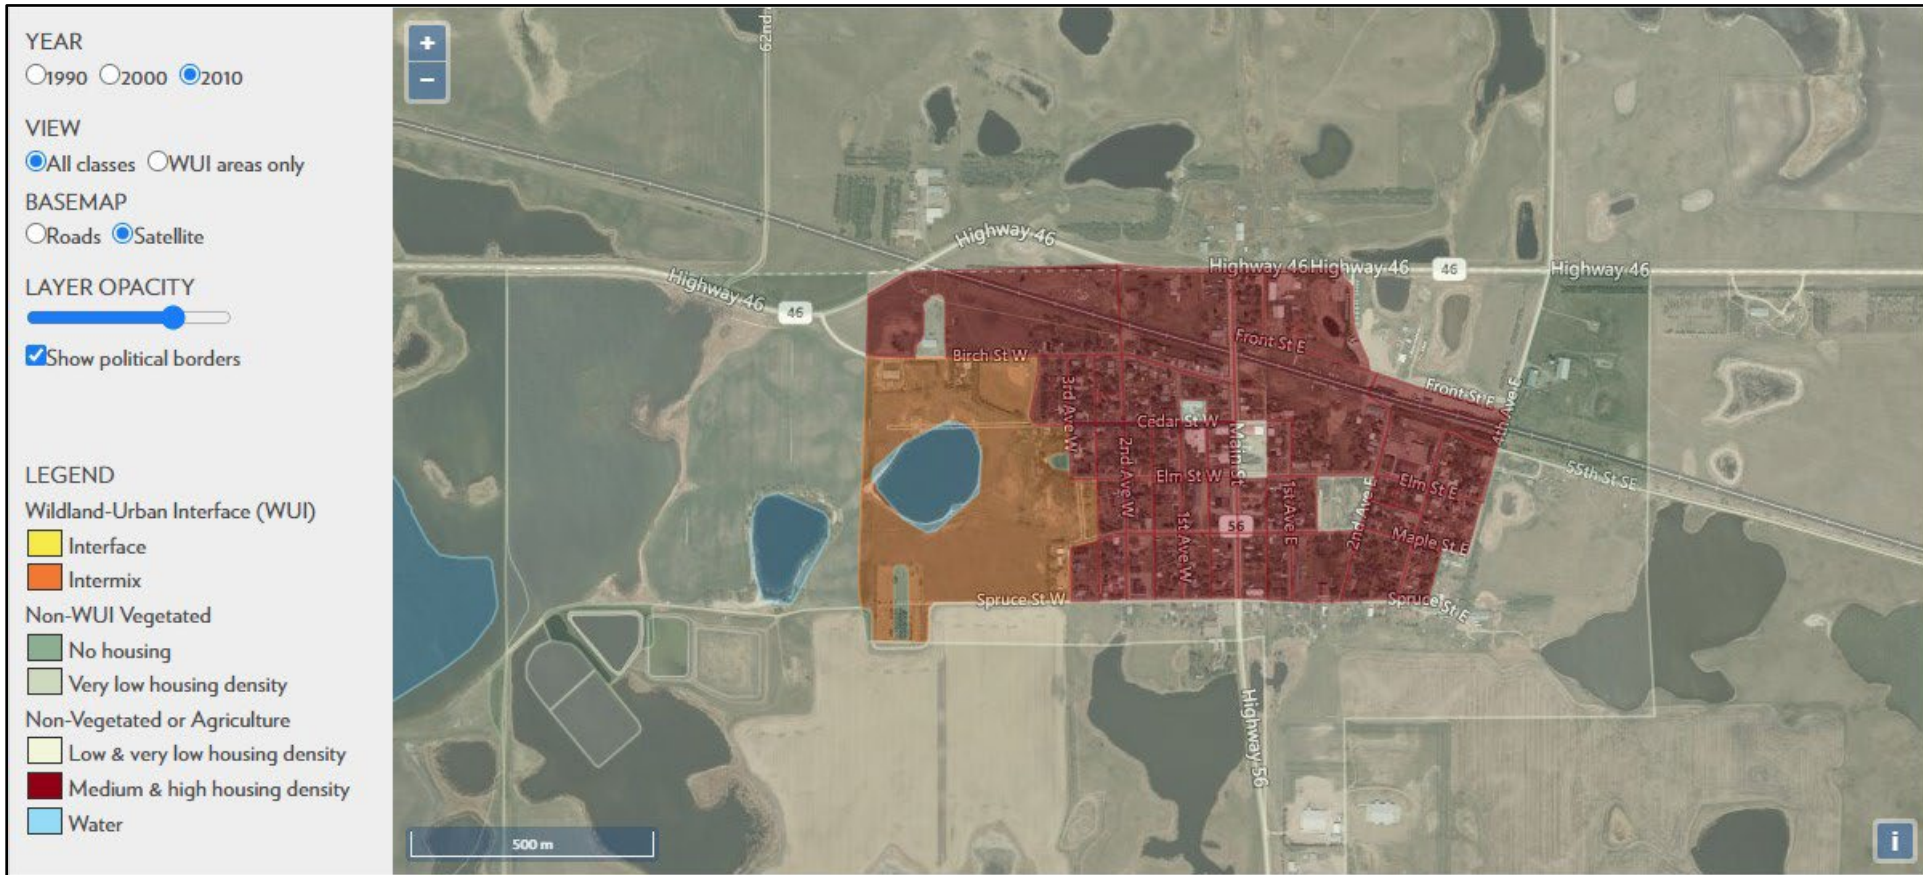 YEAR
1990 2000 2010
VIEW
All classes WUI areas only
BASEMAP
Roads Satellite
LAYER OPACITY
Show political borders
LEGEND
Wildland-Urban Interface (WUI)
Interface
Intermix
Non-WUI Vegetated
No housing
Very low housing density
Non-Vegetated or Agriculture
Low & very low housing density
Medium & high housing density
Water
+
−
62nd
Highway 46
Highway 46
46
Highway 46Highway 46
46
Highway 46
Front St E
Birch St W
3rd Ave W
Front St E
4th Ave E
Cedar St W
Main St
2nd Ave W
Elm St W
1st Ave E
2nd Ave E
Elm St E
55th St SE
1st Ave W
56
Maple St E
Spruce St W
Spruce St E
Highway 56
500 m
i